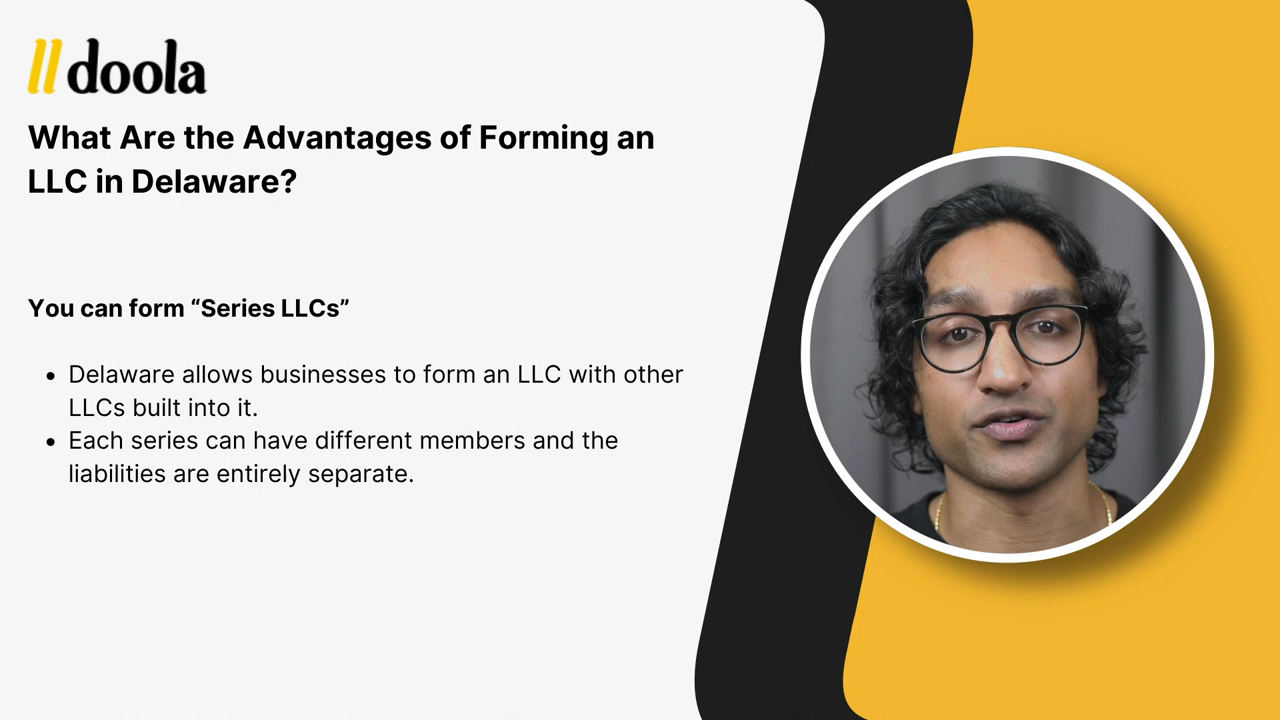 doola
What Are the Advantages of Forming an
LLC in Delaware?
You can form “Series LLCs”
• Delaware allows businesses to form an LLC with other
LLCs built into it.
• Each series can have different members and the
liabilities are entirely separate.